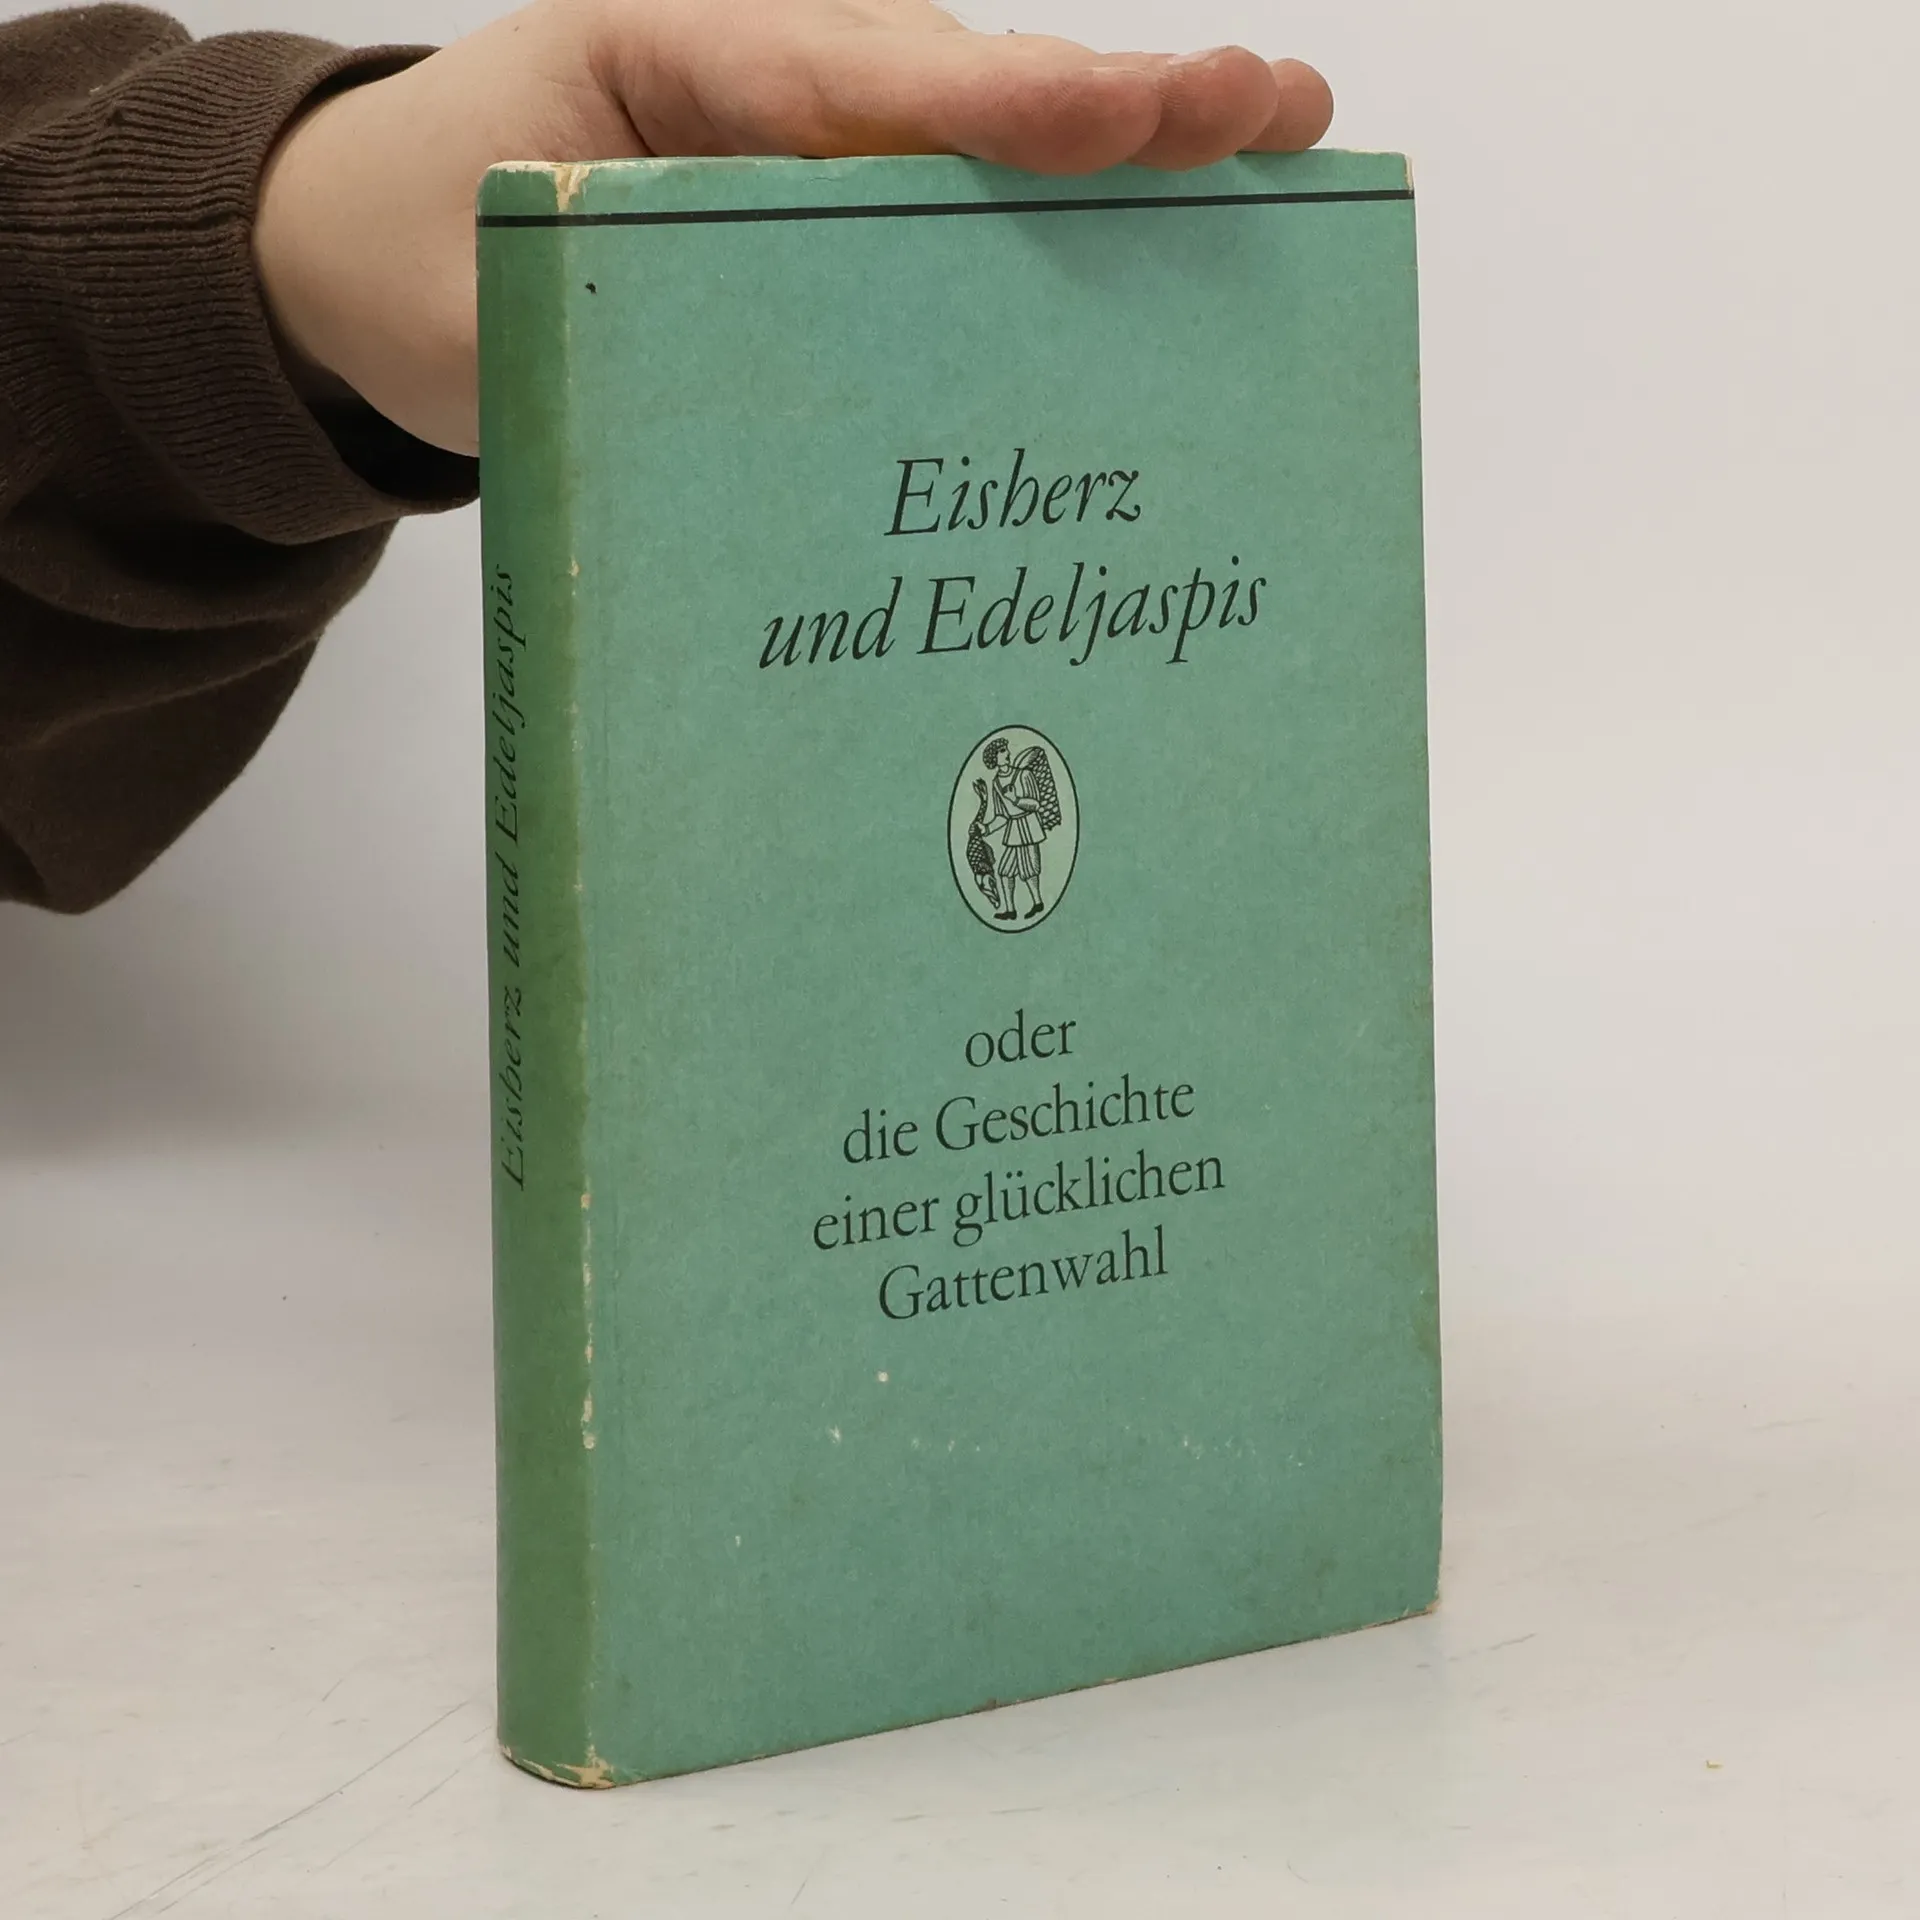 Eisherz und Edeljaspis
Eisherz
und Edeljaspis
oder
die Geschichte
einer glücklichen
Gattenwahl